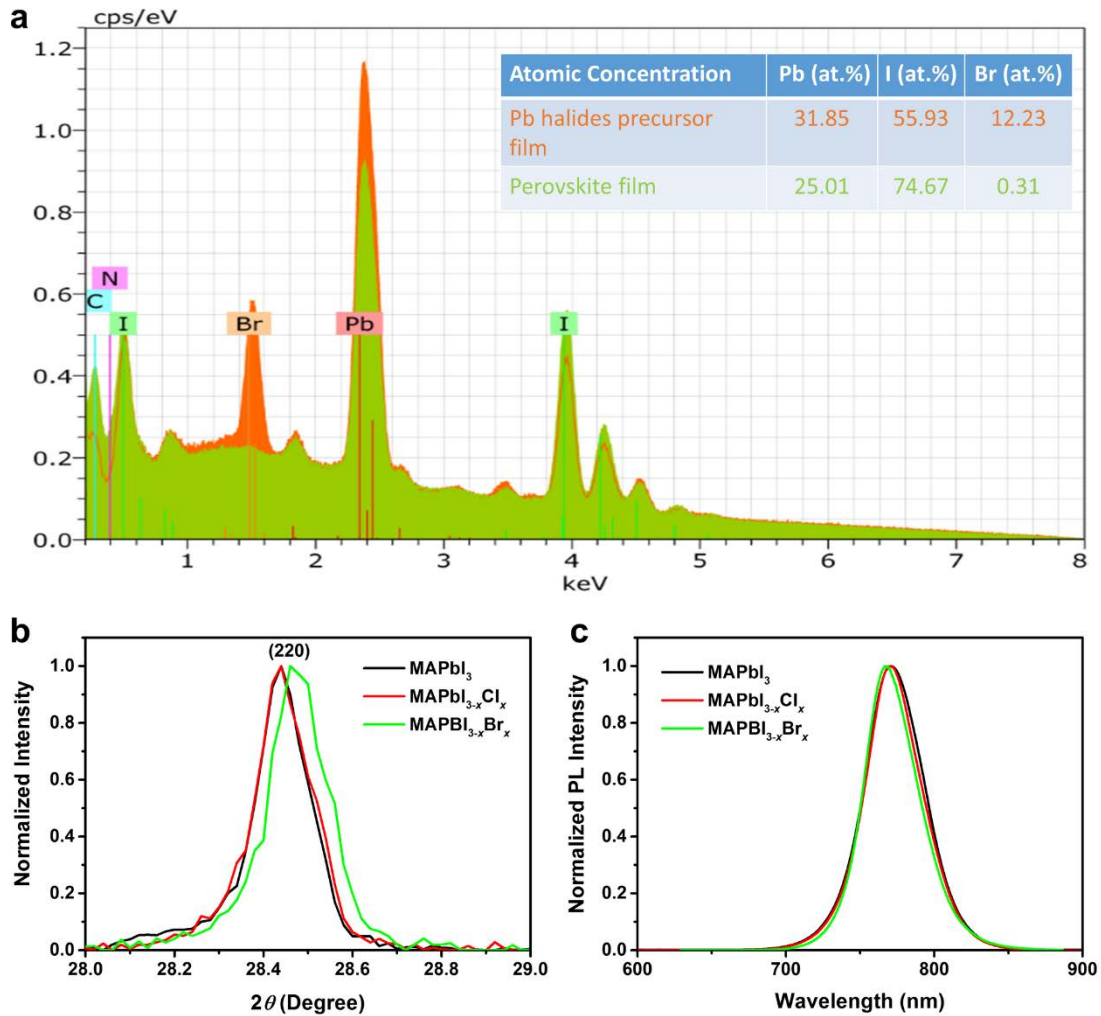 a
cps/eV
1.2
1.0
0.8
0.6
0.4
0.2
0.0
Atomic Concentration Pb (at.%) I (at.%) Br (at.%)
Pb halides precursor film 31.85 55.93 12.23
Perovskite film 25.01 74.67 0.31
N
C
I Br Pb I
1 2 3 4 5 6 7 8
keV
b
(220)
MAPbI3
MAPbI3-xClx
MAPBI3-xBrx
Normalized Intensity
1.0
0.8
0.6
0.4
0.2
0.0
28.0 28.2 28.4 28.6 28.8 29.0
2θ (Degree)
c
MAPbI3
MAPbI3-xClx
MAPBI3-xBrx
Normalized PL Intensity
1.0
0.8
0.6
0.4
0.2
0.0
600 700 800 900
Wavelength (nm)